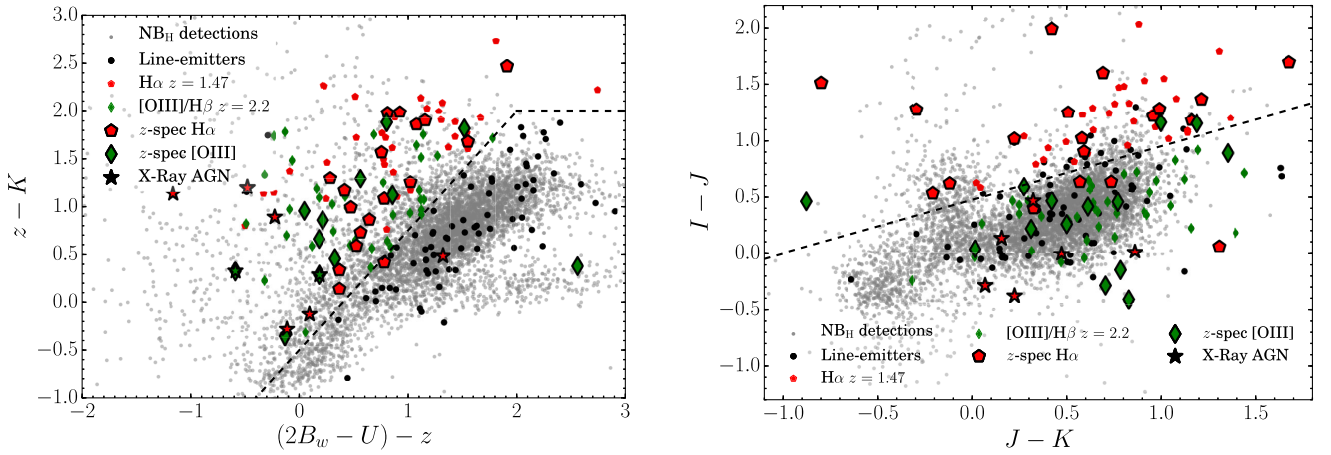 3.0
2.5
2.0
1.5
1.0
0.5
0.0
−0.5
−1.0
z − K
NB_H detections
Line-emitters
Hα z = 1.47
[OIII]/Hβ z = 2.2
z-spec Hα
z-spec [OIII]
X-Ray AGN
−2 −1 0 1 2 3
(2B_w − U) − z
2.0
1.5
1.0
0.5
0.0
−0.5
−1.0
I − J
NB_H detections
Line-emitters
Hα z = 1.47
[OIII]/Hβ z = 2.2
z-spec Hα
z-spec [OIII]
X-Ray AGN
−1.0 −0.5 0.0 0.5 1.0 1.5
J − K